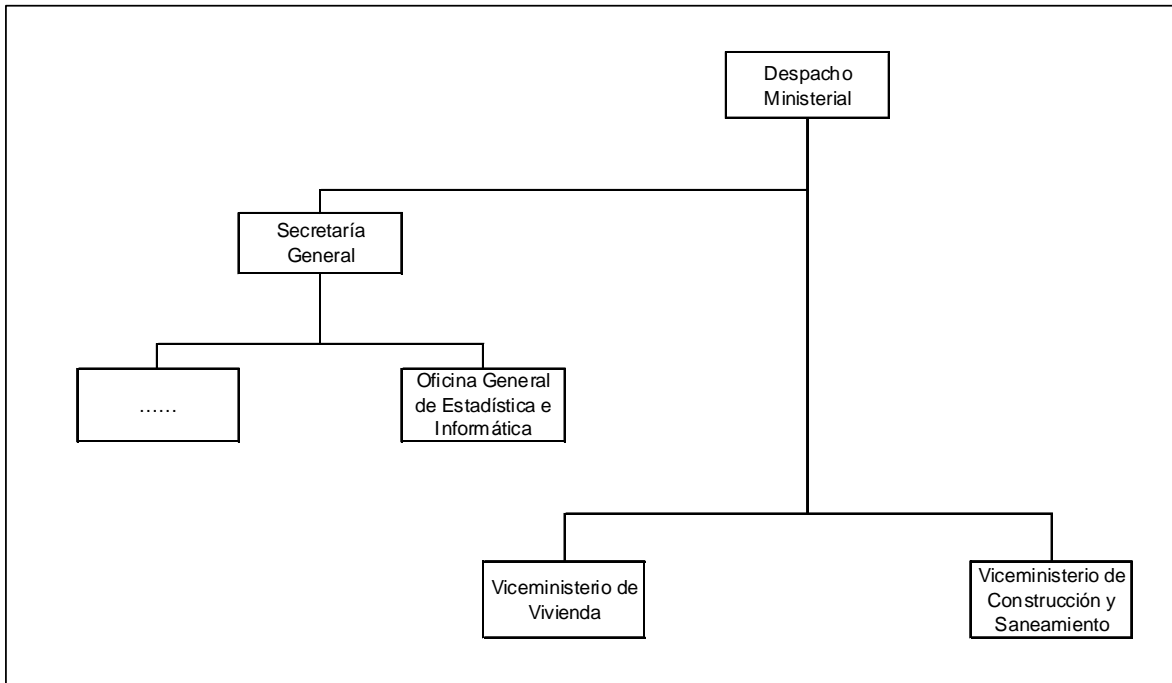 Despacho
Ministerial
Secretaría
General
......
Oficina General
de Estadística e
Informática
Viceministerio de
Vivienda
Viceministerio de
Construcción y
Saneamiento